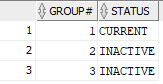 GROUP# STATUS
1 1 CURRENT
2 2 INACTIVE
3 3 INACTIVE